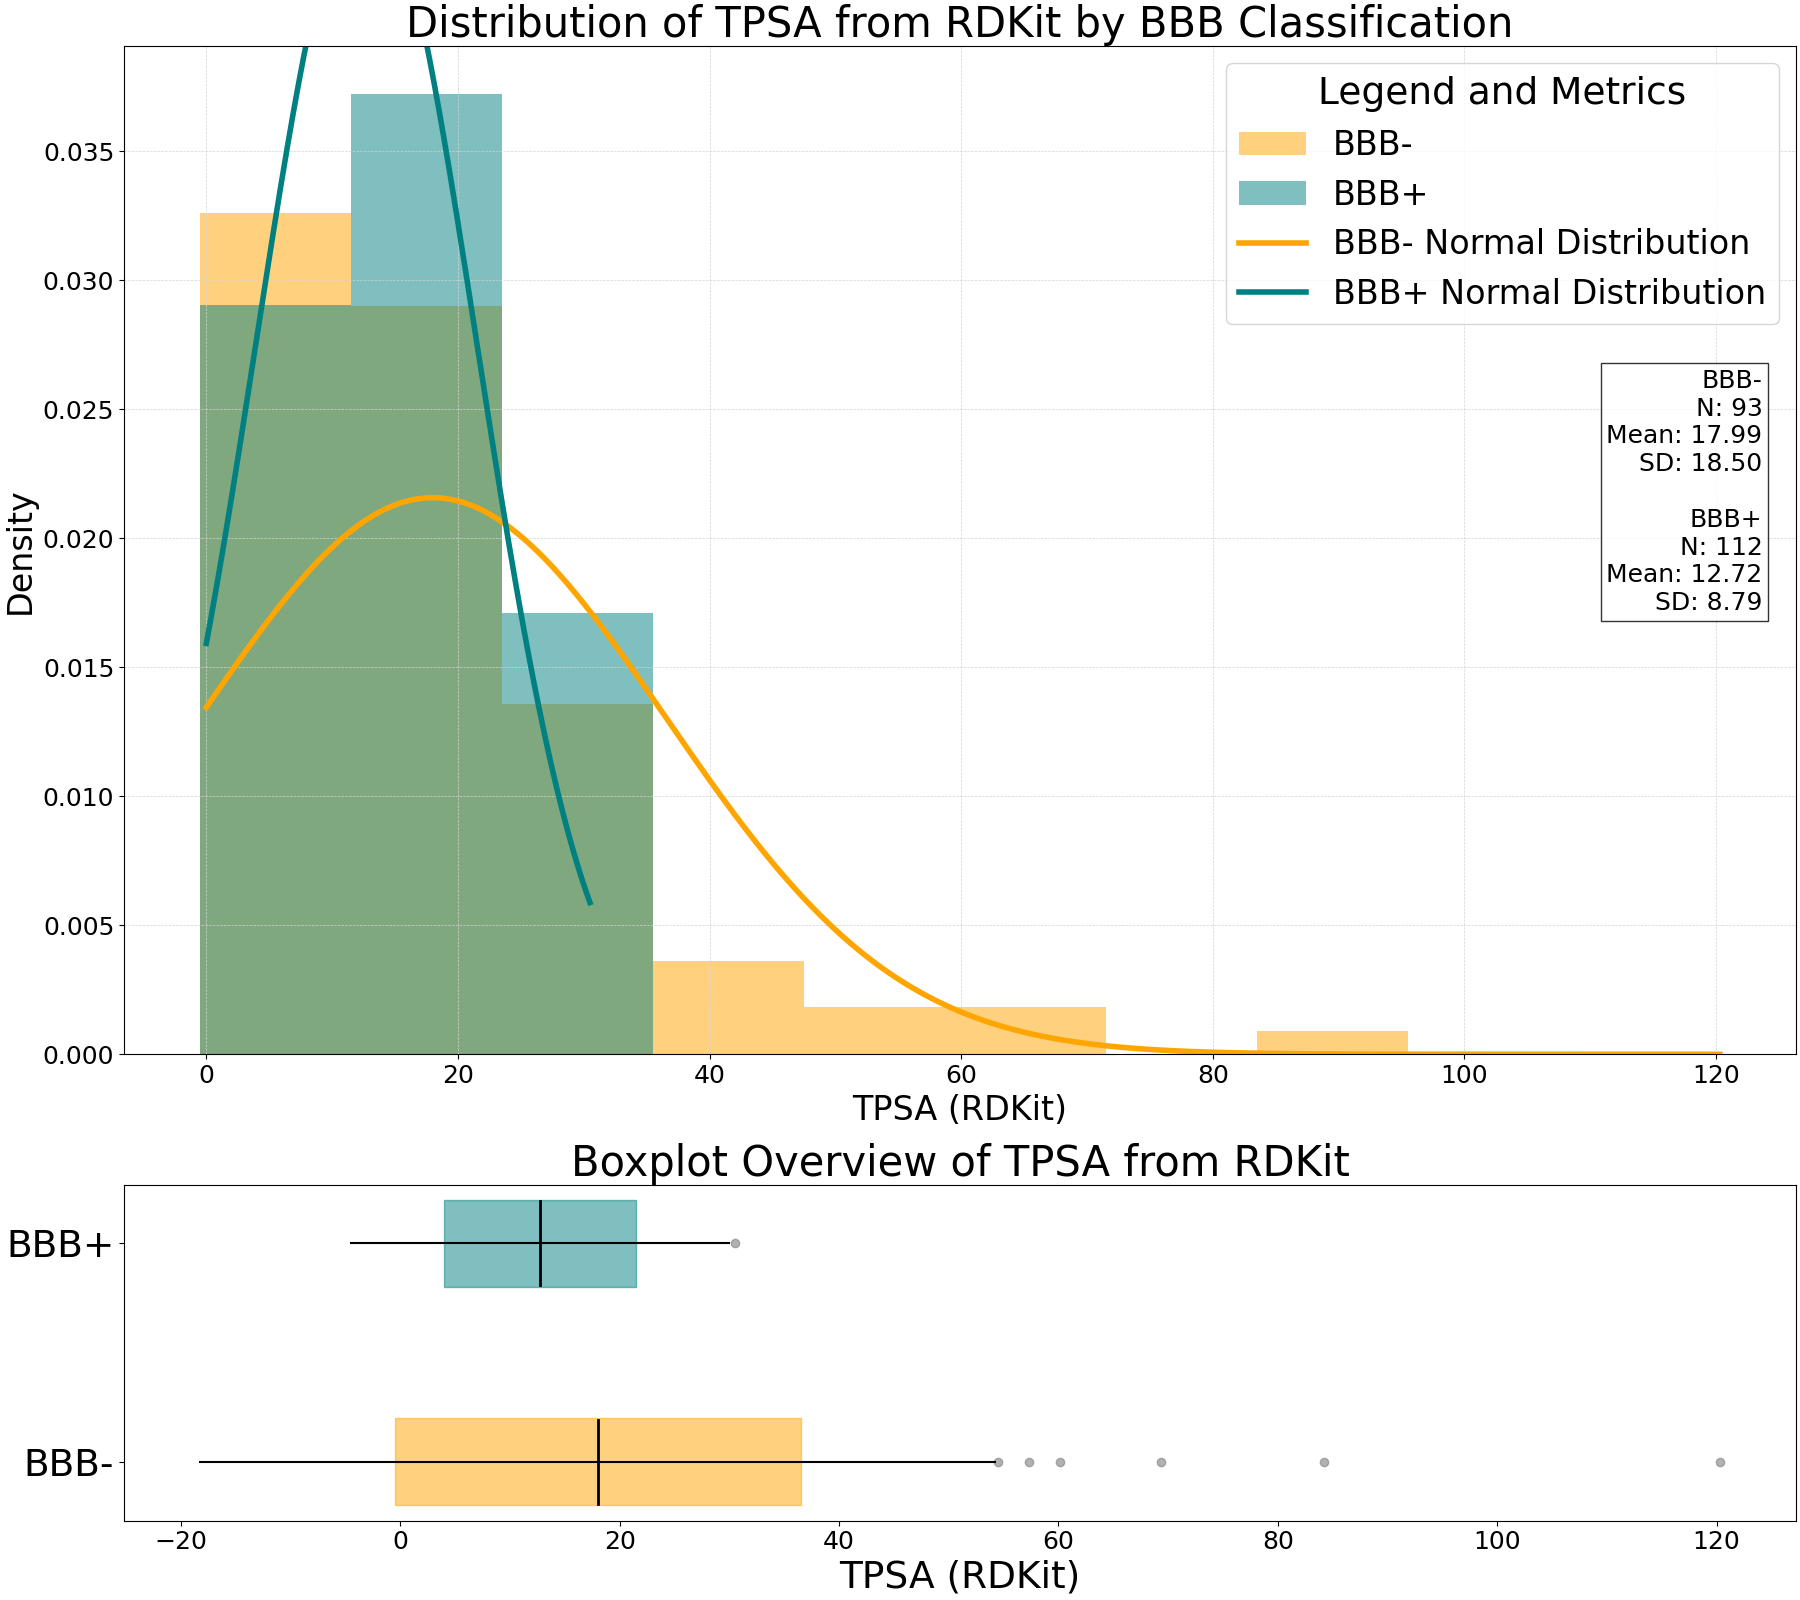 Distribution of TPSA from RDKit by BBB Classification
Legend and Metrics
BBB-
BBB+
BBB- Normal Distribution
BBB+ Normal Distribution
BBB-
N: 93
Mean: 17.99
SD: 18.50
BBB+
N: 112
Mean: 12.72
SD: 8.79
Density
0.035
0.030
0.025
0.020
0.015
0.010
0.005
0.000
0 20 40 60 80 100 120
TPSA (RDKit)
Boxplot Overview of TPSA from RDKit
BBB+
BBB-
−20 0 20 40 60 80 100 120
TPSA (RDKit)